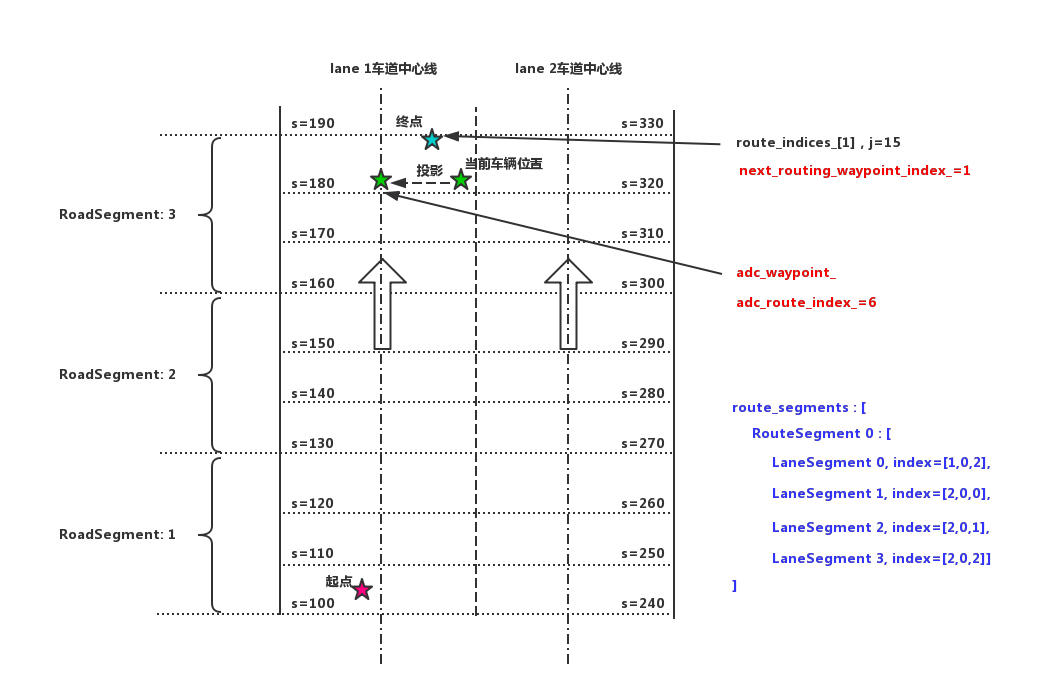 lane 1车道中心线
lane 2车道中心线
s=190
终点
s=330
route_indices_[1] , j=15
next_routing_waypoint_index_=1
当前车辆位置
投影
s=180
s=320
RoadSegment: 3
s=170
s=310
adc_waypoint_
adc_route_index_=6
s=160
s=300
s=150
s=290
RoadSegment: 2
s=140
s=280
s=130
s=270
route_segments : [
RouteSegment 0 : [
LaneSegment 0, index=[1,0,2],
LaneSegment 1, index=[2,0,0],
LaneSegment 2, index=[2,0,1],
LaneSegment 3, index=[2,0,2]]
]
s=120
s=260
RoadSegment: 1
s=110
s=250
起点
s=100
s=240